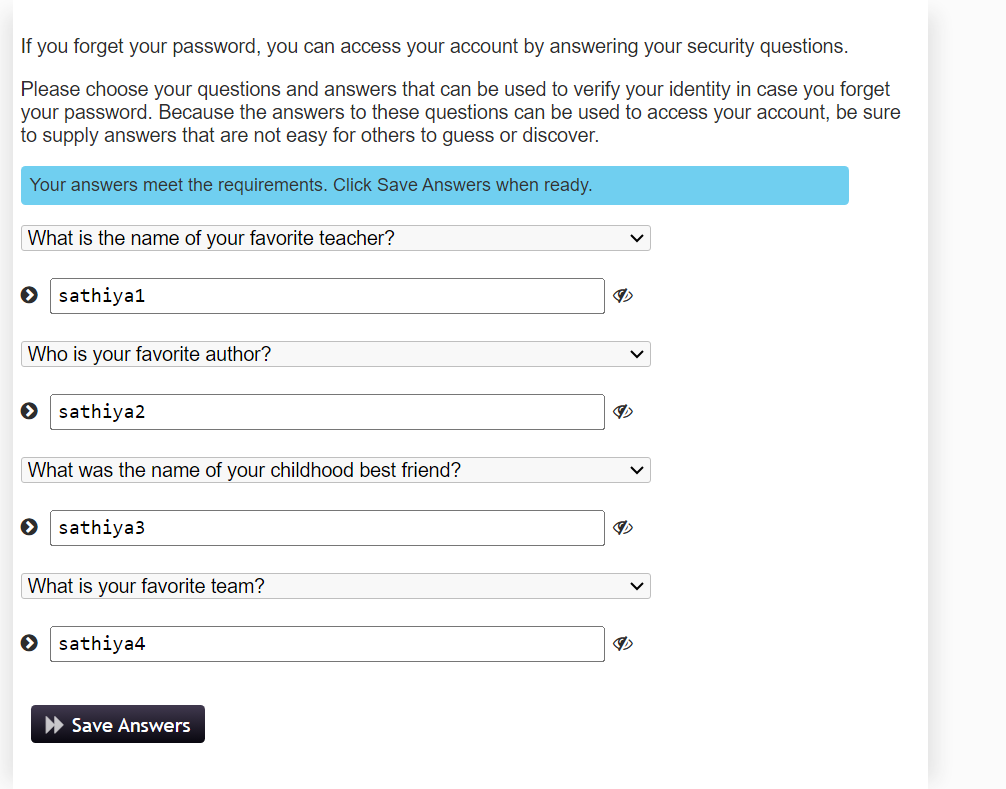 If you forget your password, you can access your account by answering your security questions.
Please choose your questions and answers that can be used to verify your identity in case you forget
your password. Because the answers to these questions can be used to access your account, be sure
to supply answers that are not easy for others to guess or discover.
Your answers meet the requirements. Click Save Answers when ready.
What is the name of your favorite teacher?
sathiya1
Who is your favorite author?
sathiya2
What was the name of your childhood best friend?
sathiya3
What is your favorite team?
sathiya4
Save Answers